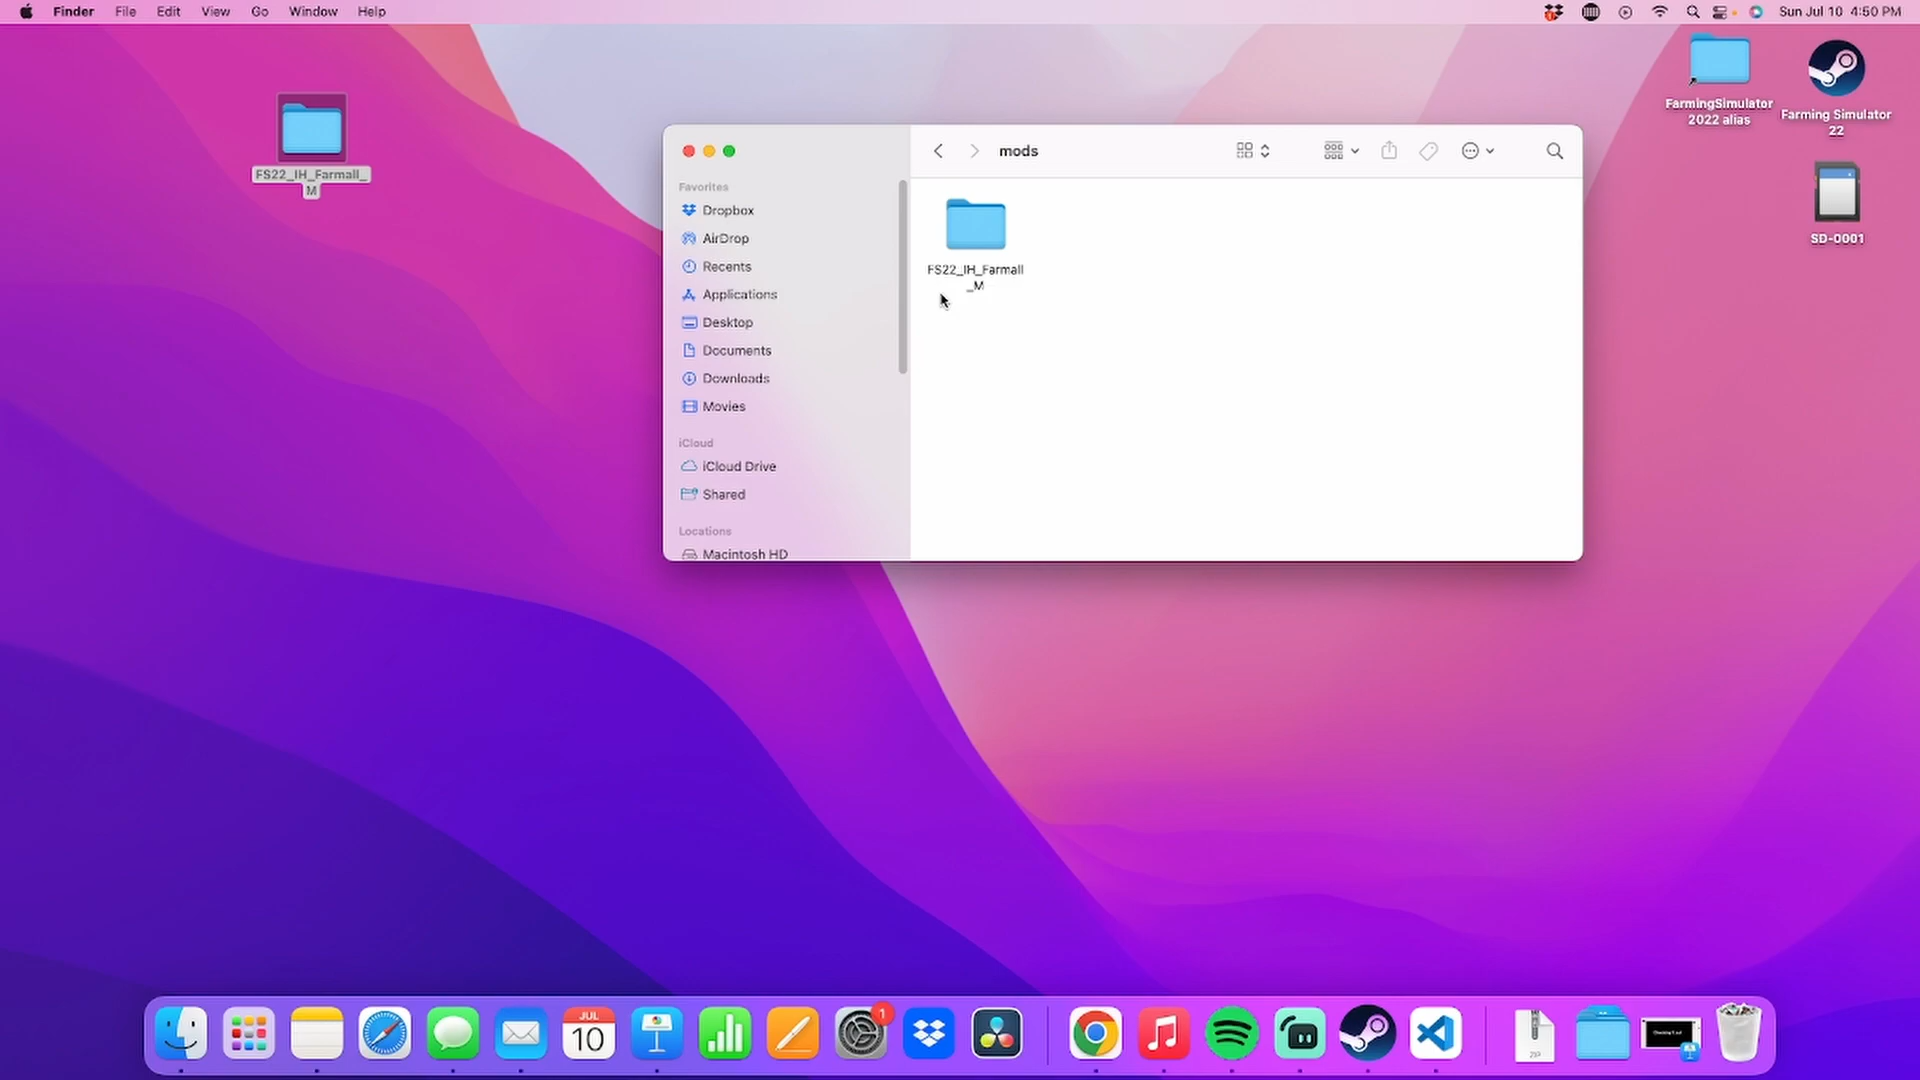 Finder File Edit View Go Window Help
Sun Jul 10 4:50 PM
FS22_IH_Farmall_
M
FarmingSimulator
2022 alias
Farming Simulator
22
SD-0001
mods
Favorites
Dropbox
AirDrop
Recents
Applications
Desktop
Documents
Downloads
Movies
iCloud
iCloud Drive
Shared
Locations
Macintosh HD
FS22_IH_Farmall
_M
JUL
10
1
ZIP